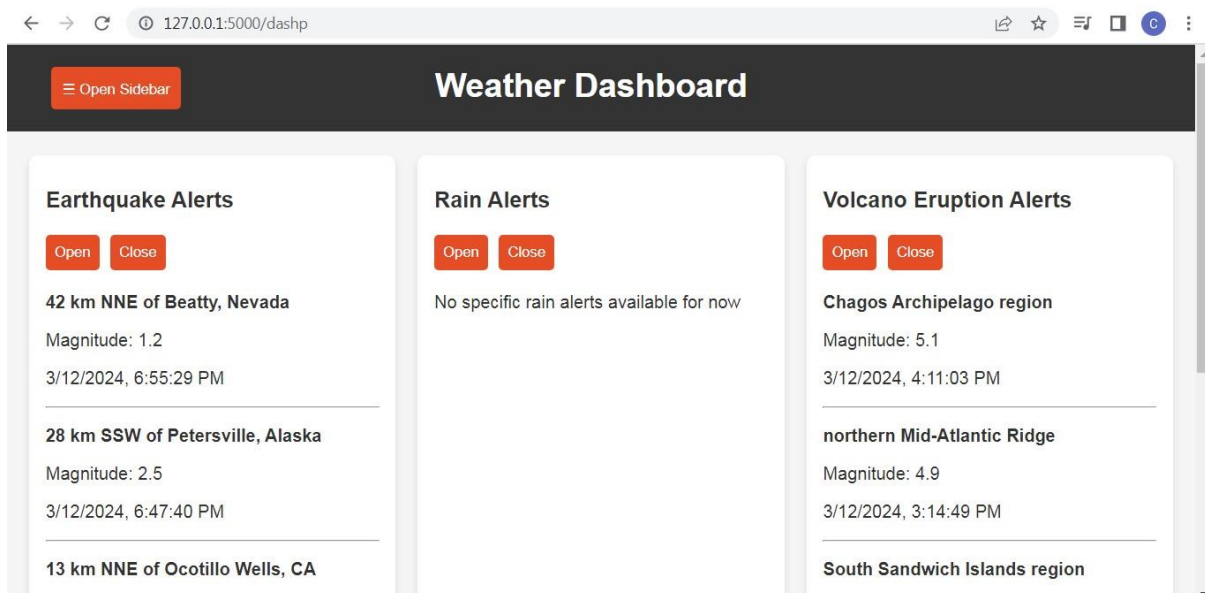 127.0.0.1:5000/dashp
C
☰ Open Sidebar
Weather Dashboard
Earthquake Alerts
Open Close
42 km NNE of Beatty, Nevada
Magnitude: 1.2
3/12/2024, 6:55:29 PM
28 km SSW of Petersville, Alaska
Magnitude: 2.5
3/12/2024, 6:47:40 PM
13 km NNE of Ocotillo Wells, CA
Rain Alerts
Open Close
No specific rain alerts available for now
Volcano Eruption Alerts
Open Close
Chagos Archipelago region
Magnitude: 5.1
3/12/2024, 4:11:03 PM
northern Mid-Atlantic Ridge
Magnitude: 4.9
3/12/2024, 3:14:49 PM
South Sandwich Islands region